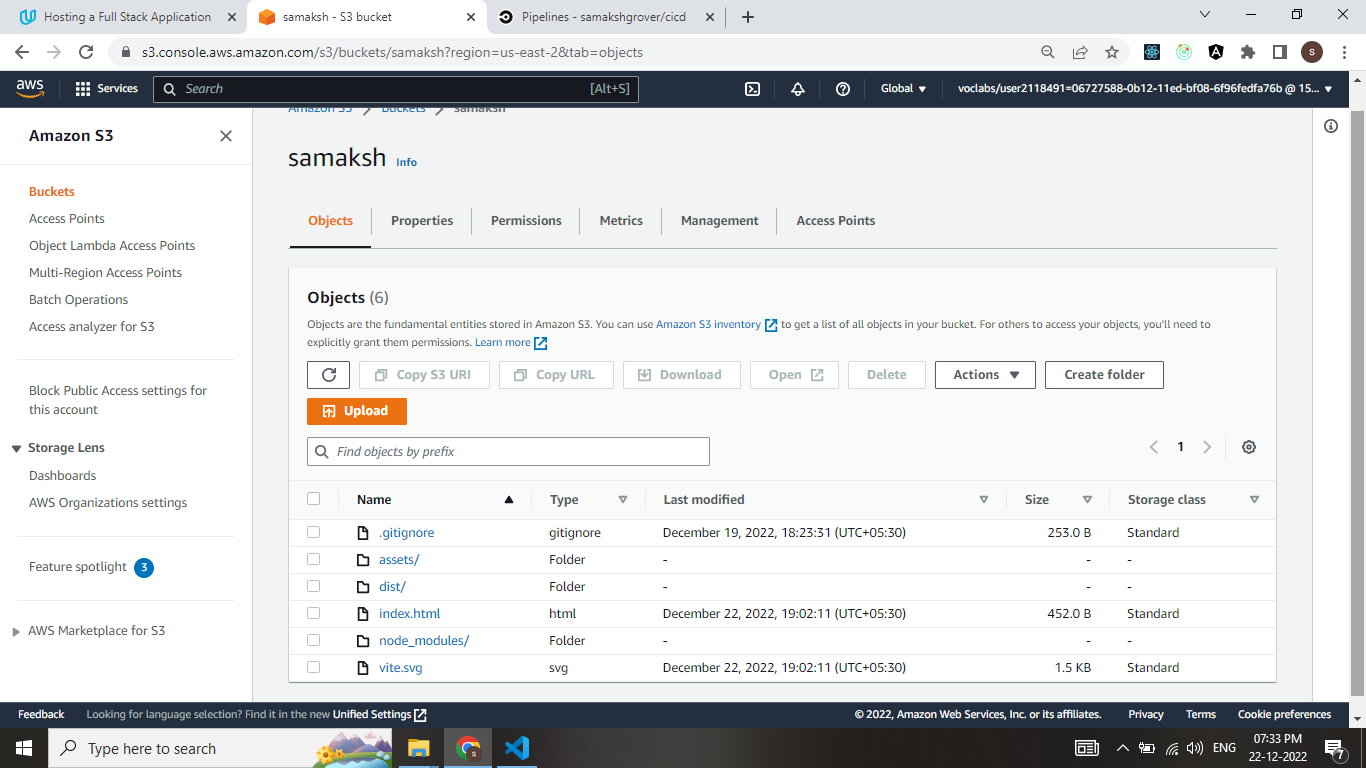 Hosting a Full Stack Application
samaksh - S3 bucket
Pipelines - samakshgrover/cicd
s3.console.aws.amazon.com/s3/buckets/samaksh?region=us-east-2&tab=objects
S
aws
Services
Search
[Alt+S]
Global
voclabs/user2118491=06727588-0b12-11ed-bf08-6f96fedfa76b @ 15...
Amazon S3
Buckets
Access Points
Object Lambda Access Points
Multi-Region Access Points
Batch Operations
Access analyzer for S3
Block Public Access settings for
this account
Storage Lens
Dashboards
AWS Organizations settings
Feature spotlight 3
AWS Marketplace for S3
Amazon S3 > Buckets > samaksh
samaksh Info
Objects Properties Permissions Metrics Management Access Points
Objects (6)
Objects are the fundamental entities stored in Amazon S3. You can use Amazon S3 inventory to get a list of all objects in your bucket. For others to access your objects, you'll need to
explicitly grant them permissions. Learn more
Copy S3 URI Copy URL Download Open Delete Actions Create folder
Upload
Find objects by prefix
1
Name Type Last modified Size Storage class
.gitignore gitignore December 19, 2022, 18:23:31 (UTC+05:30) 253.0 B Standard
assets/ Folder - - -
dist/ Folder - - -
index.html html December 22, 2022, 19:02:11 (UTC+05:30) 452.0 B Standard
node_modules/ Folder - - -
vite.svg svg December 22, 2022, 19:02:11 (UTC+05:30) 1.5 KB Standard
Feedback Looking for language selection? Find it in the new Unified Settings © 2022, Amazon Web Services, Inc. or its affiliates. Privacy Terms Cookie preferences
Type here to search
ENG
07:33 PM
22-12-2022
7